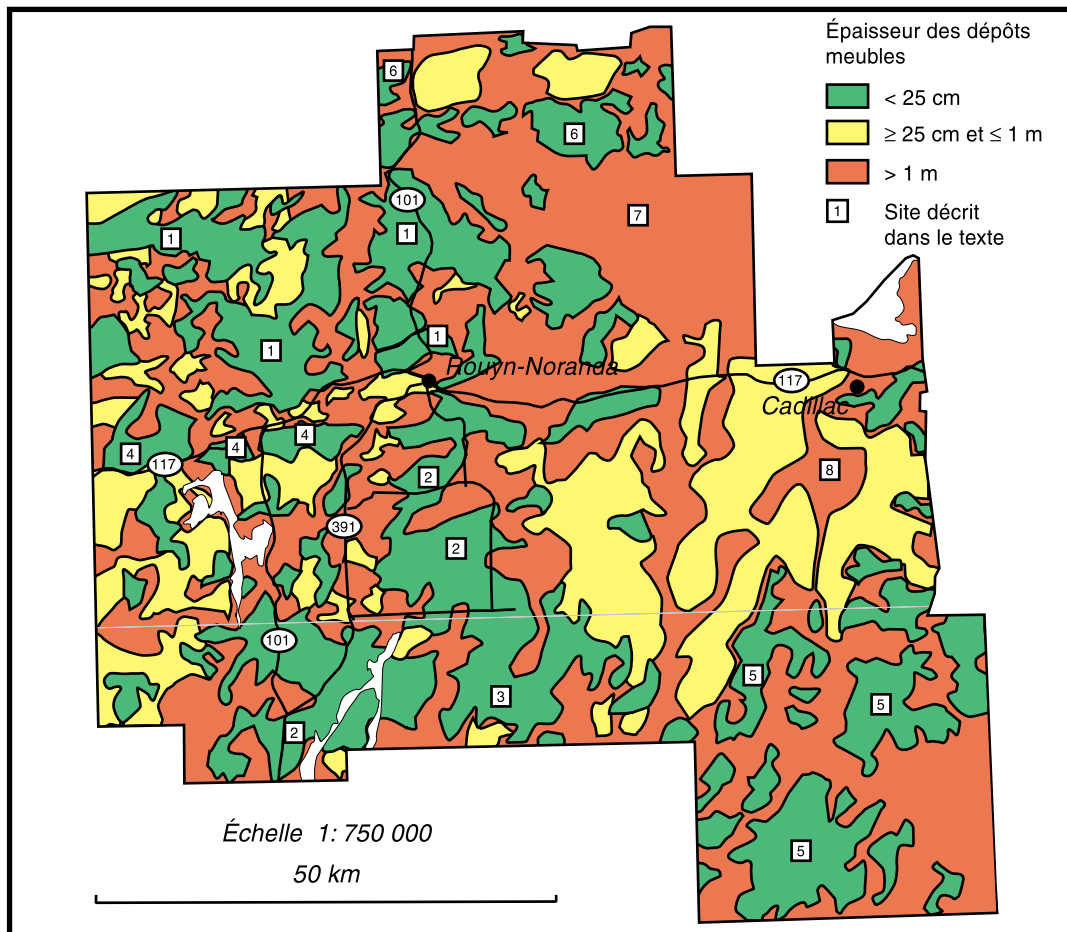 Épaisseur des dépôts
meubles
< 25 cm
≥ 25 cm et ≤ 1 m
> 1 m
1 Site décrit
dans le texte
6
6
101
1
1
7
1
1
Rouyn-Noranda
117
Cadillac
4
4
4
117
2
8
391
2
101
5
3
5
2
5
Échelle 1: 750 000
50 km